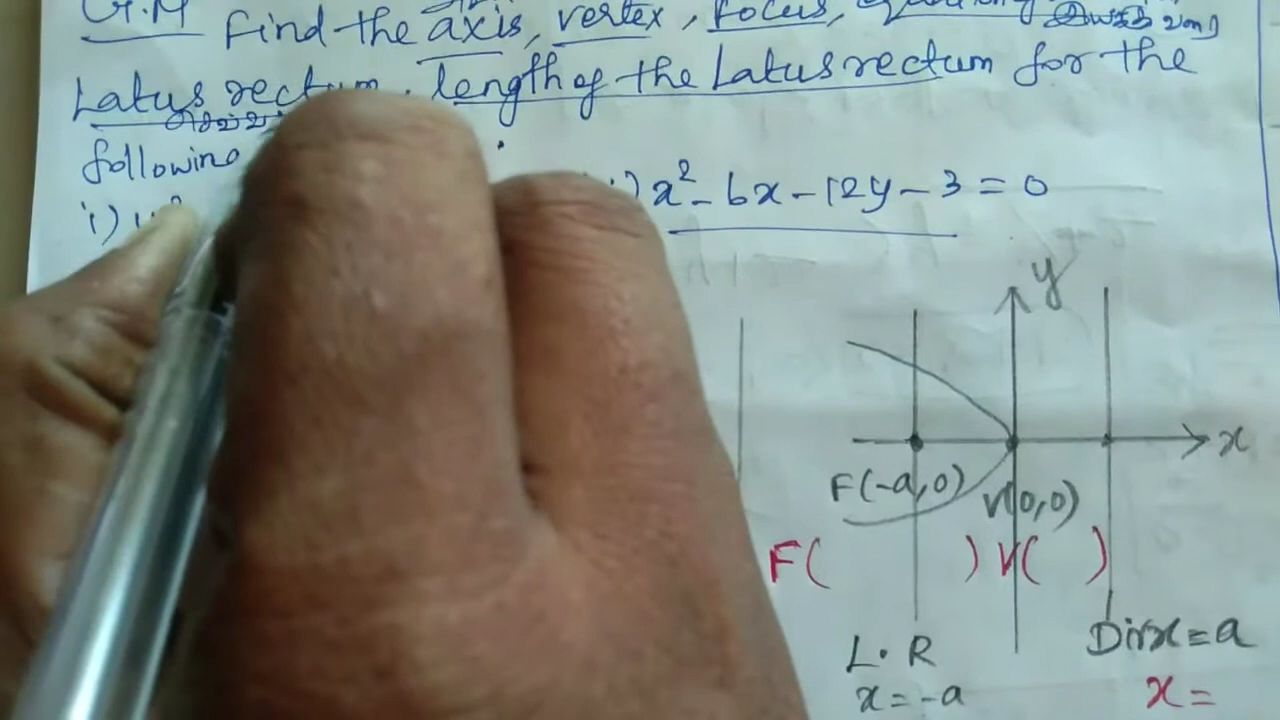 G.M Find the axis, vertex, Focus,
Latus rectum. length of the Latus rectum for the
following
i) ii) x² - 6x - 12y - 3 = 0
y
x
F(-a,0) V(0,0)
F( ) V( )
L.R Dir x = a
x = -a x =